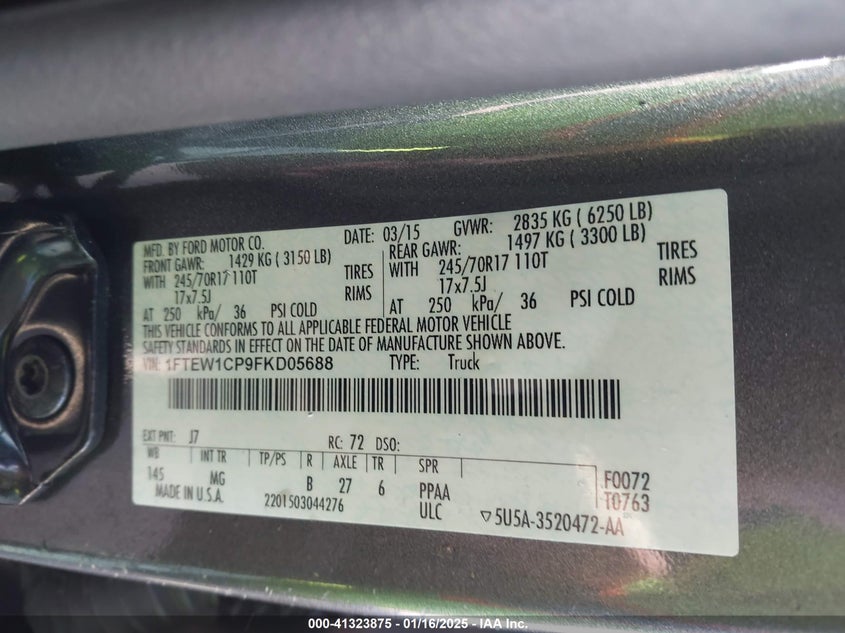 MFD. BY FORD MOTOR CO. DATE: 03/15 GVWR: 2835 KG ( 6250 LB)
FRONT GAWR: 1429 KG ( 3150 LB) REAR GAWR: 1497 KG ( 3300 LB)
WITH 245/70R17 110T TIRES WITH 245/70R17 110T TIRES
17x7.5J RIMS 17x7.5J RIMS
AT 250 kPa/ 36 PSI COLD AT 250 kPa/ 36 PSI COLD
THIS VEHICLE CONFORMS TO ALL APPLICABLE FEDERAL MOTOR VEHICLE
SAFETY STANDARDS IN EFFECT ON THE DATE OF MANUFACTURE SHOWN ABOVE.
VIN: 1FTEW1CP9FKD05688 TYPE: Truck
EXT PNT: J7 RC: 72 DSO:
WB INT TR TP/PS R AXLE TR SPR F0072
145 MG B 27 6 PPAA T0763
MADE IN U.S.A. 2201503044276 ULC ▽5U5A-3520472-AA
000-41323875 - 01/16/2025 - IAA Inc.